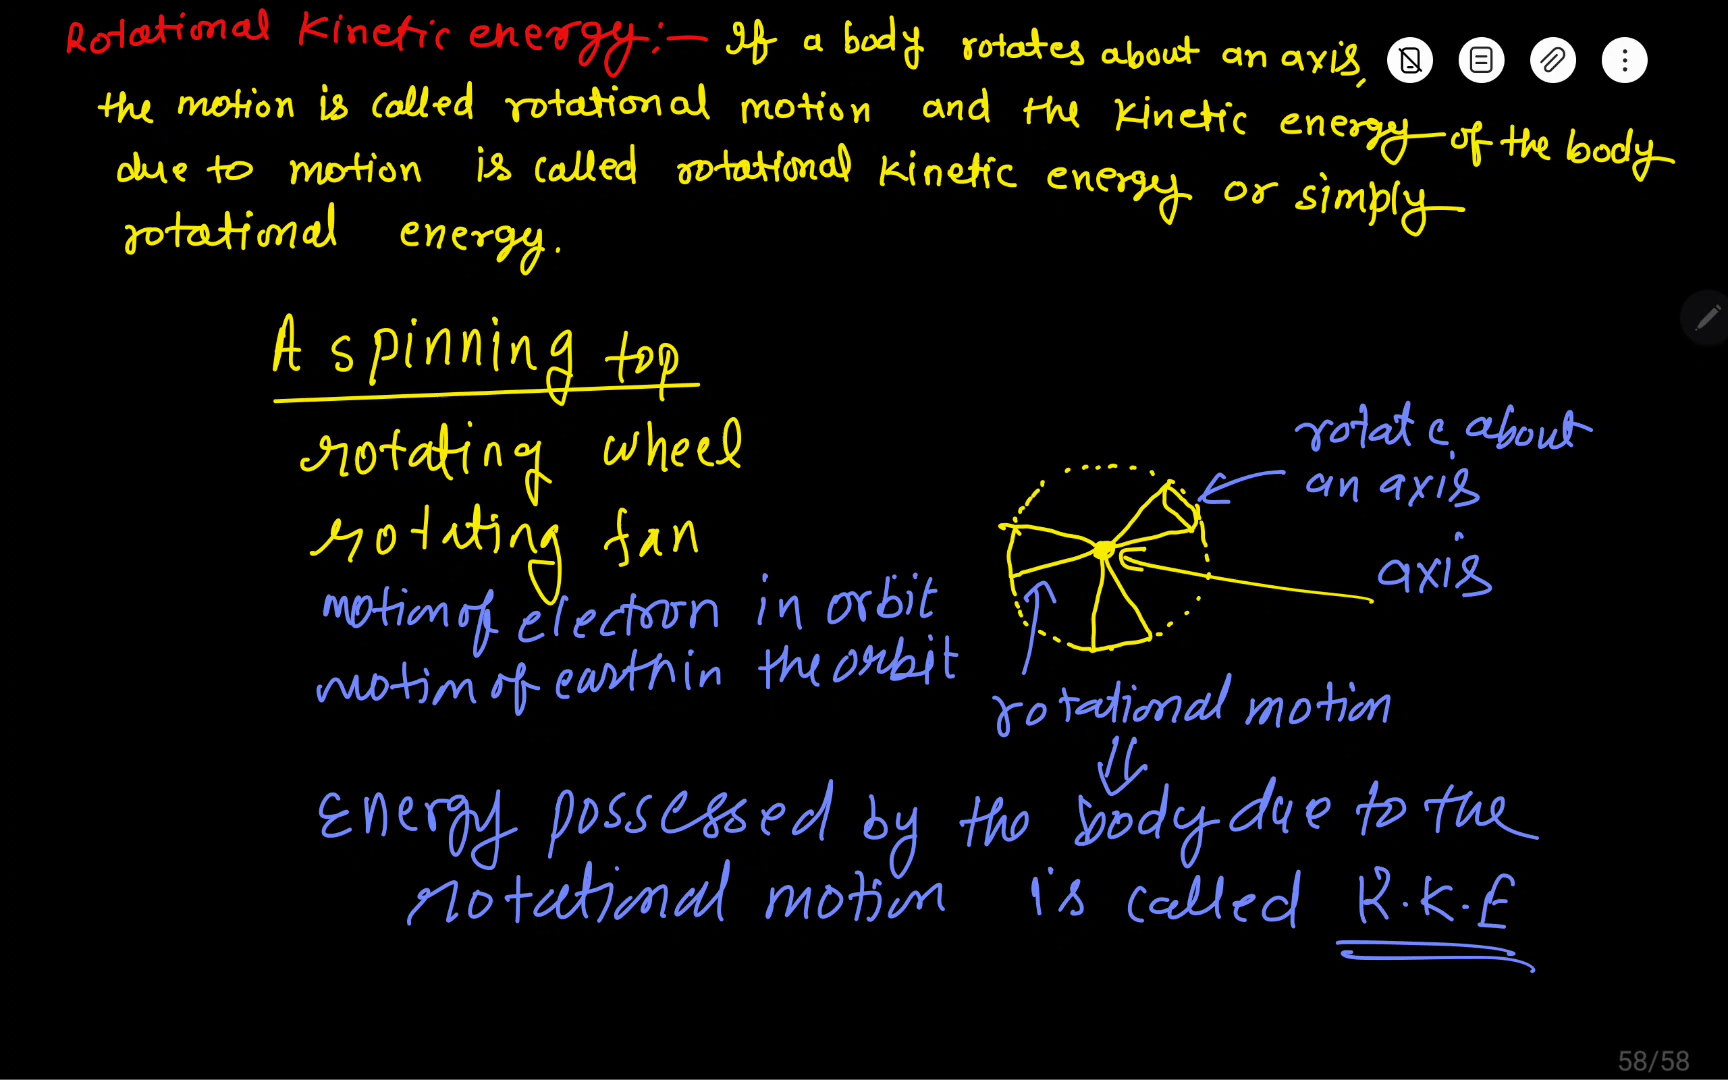 Rotational Kinetic energy:- If a body rotates about an axis,
the motion is called rotational motion and the kinetic energy of the body
due to motion is called rotational kinetic energy or simply
rotational energy.
A spinning top
rotating wheel
rotating fan
motion of electron in orbit
motion of earth in the orbit
rotate about
an axis
axis
rotational motion
Energy possessed by the body due to the
rotational motion is called R.K.E
58/58